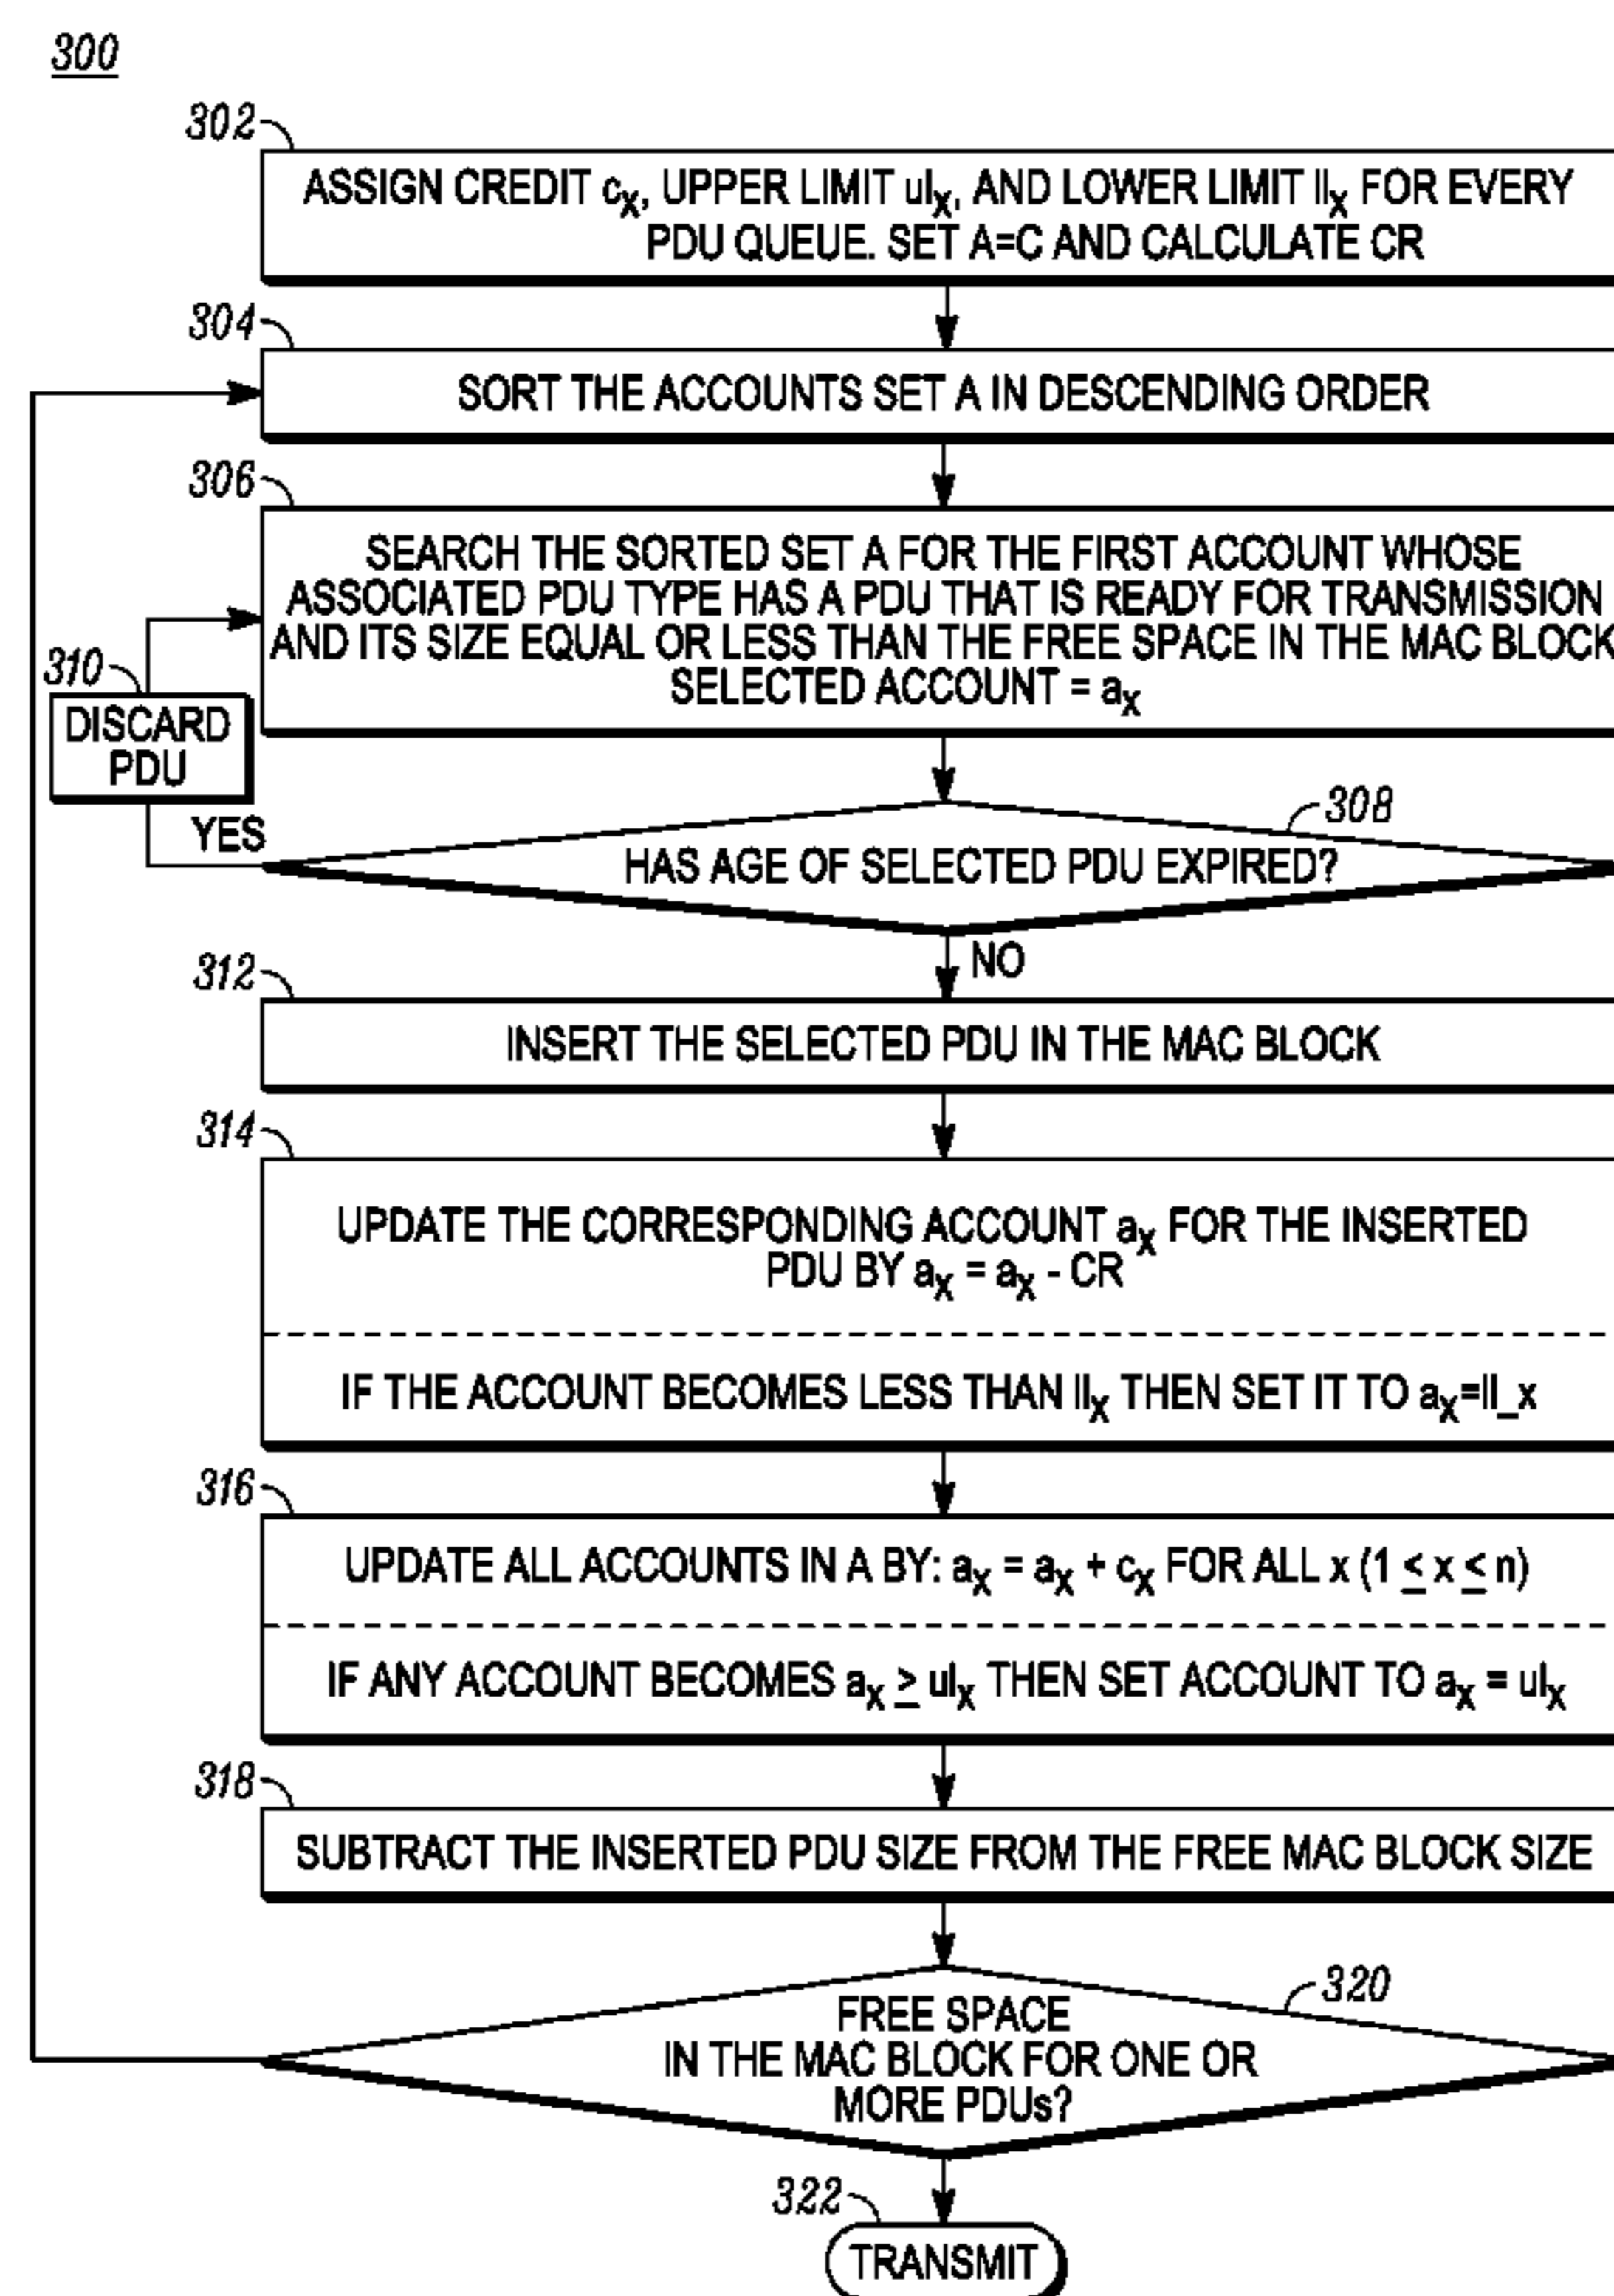 300
302
ASSIGN CREDIT cx, UPPER LIMIT ulx, AND LOWER LIMIT llx FOR EVERY
PDU QUEUE. SET A=C AND CALCULATE CR
304
SORT THE ACCOUNTS SET A IN DESCENDING ORDER
306
SEARCH THE SORTED SET A FOR THE FIRST ACCOUNT WHOSE
ASSOCIATED PDU TYPE HAS A PDU THAT IS READY FOR TRANSMISSION
AND ITS SIZE EQUAL OR LESS THAN THE FREE SPACE IN THE MAC BLOCK
SELECTED ACCOUNT = ax
310
DISCARD
PDU
YES
308
HAS AGE OF SELECTED PDU EXPIRED?
NO
312
INSERT THE SELECTED PDU IN THE MAC BLOCK
314
UPDATE THE CORRESPONDING ACCOUNT ax FOR THE INSERTED
PDU BY ax = ax - CR
IF THE ACCOUNT BECOMES LESS THAN llx THEN SET IT TO ax=ll_x
316
UPDATE ALL ACCOUNTS IN A BY: ax = ax + cx FOR ALL x (1 ≤ x ≤ n)
IF ANY ACCOUNT BECOMES ax ≥ ulx THEN SET ACCOUNT TO ax = ulx
318
SUBTRACT THE INSERTED PDU SIZE FROM THE FREE MAC BLOCK SIZE
320
FREE SPACE
IN THE MAC BLOCK FOR ONE OR
MORE PDUs?
322
TRANSMIT